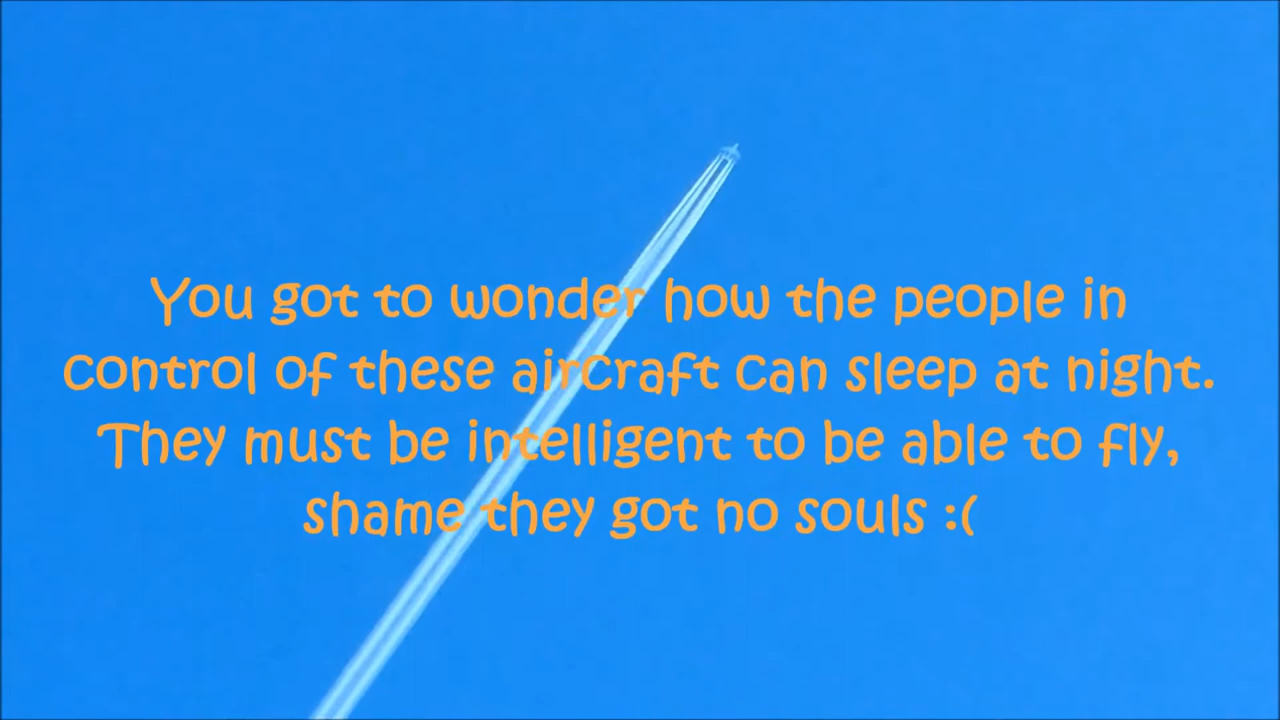 You got to wonder how the people in
control of these aircraft can sleep at night.
They must be intelligent to be able to fly,
shame they got no souls :(